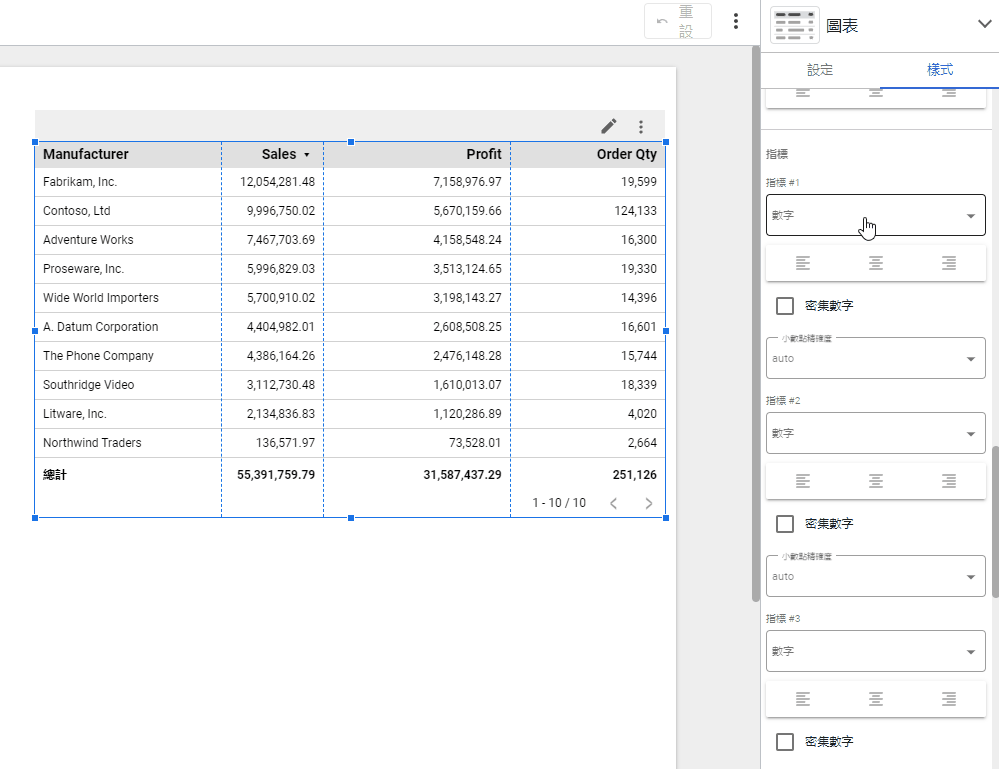 重設
圖表
設定
樣式
Manufacturer Sales Profit Order Qty
Fabrikam, Inc. 12,054,281.48 7,158,976.97 19,599
Contoso, Ltd 9,996,750.02 5,670,159.66 124,133
Adventure Works 7,467,703.69 4,158,548.24 16,300
Proseware, Inc. 5,996,829.03 3,513,124.65 19,330
Wide World Importers 5,700,910.02 3,198,143.27 14,396
A. Datum Corporation 4,404,982.01 2,608,508.25 16,601
The Phone Company 4,386,164.26 2,476,148.28 15,744
Southridge Video 3,112,730.48 1,610,013.07 18,339
Litware, Inc. 2,134,836.83 1,120,286.89 4,020
Northwind Traders 136,571.97 73,528.01 2,664
總計 55,391,759.79 31,587,437.29 251,126
1 - 10 / 10
指標
指標 #1
數字
密集數字
小數點精確度
auto
指標 #2
數字
密集數字
小數點精確度
auto
指標 #3
數字
密集數字